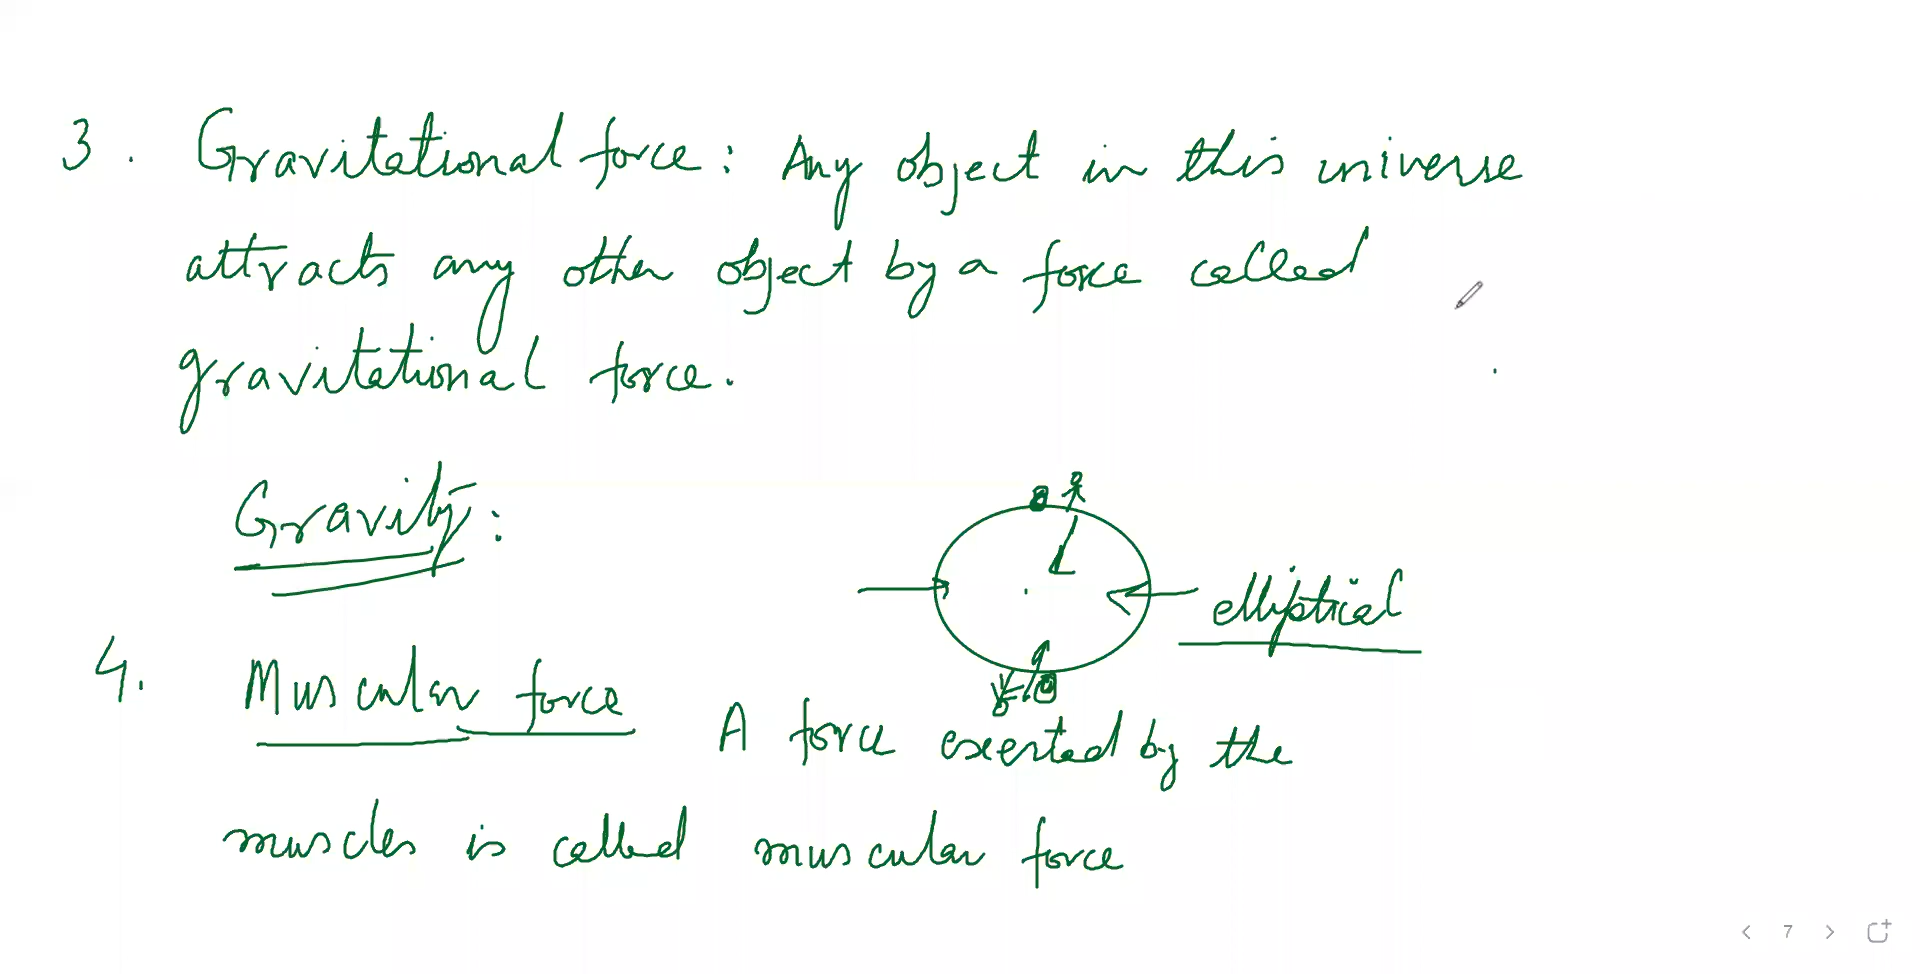 3. Gravitational force: Any object in this universe
attracts any other object by a force called
gravitational force.
Gravity:
elliptical
4. Muscular force A force exerted by the
muscles is called muscular force
7